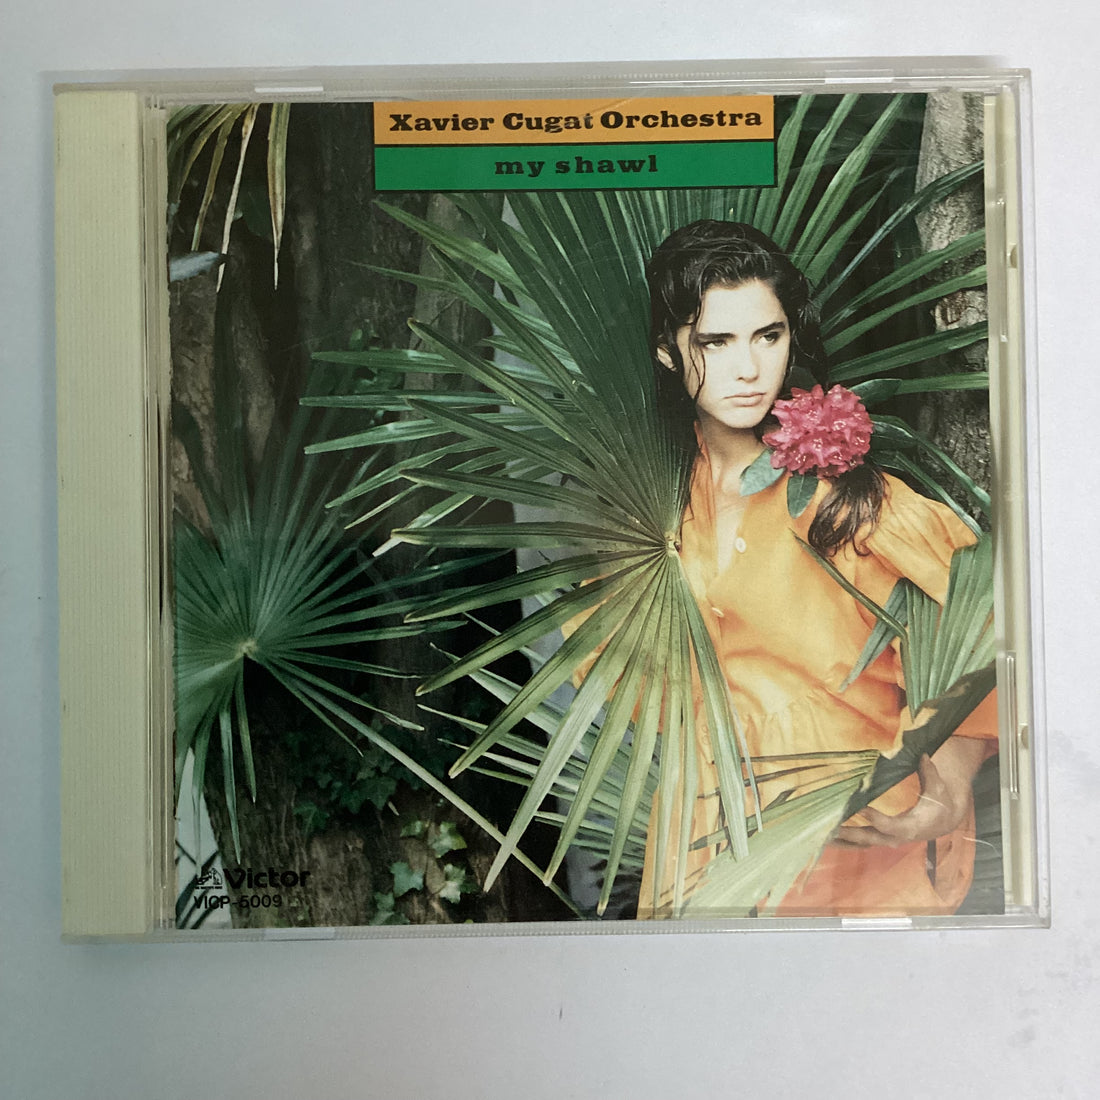 Xavier Cugat Orchestra
my shawl
Victor
VICP-5009